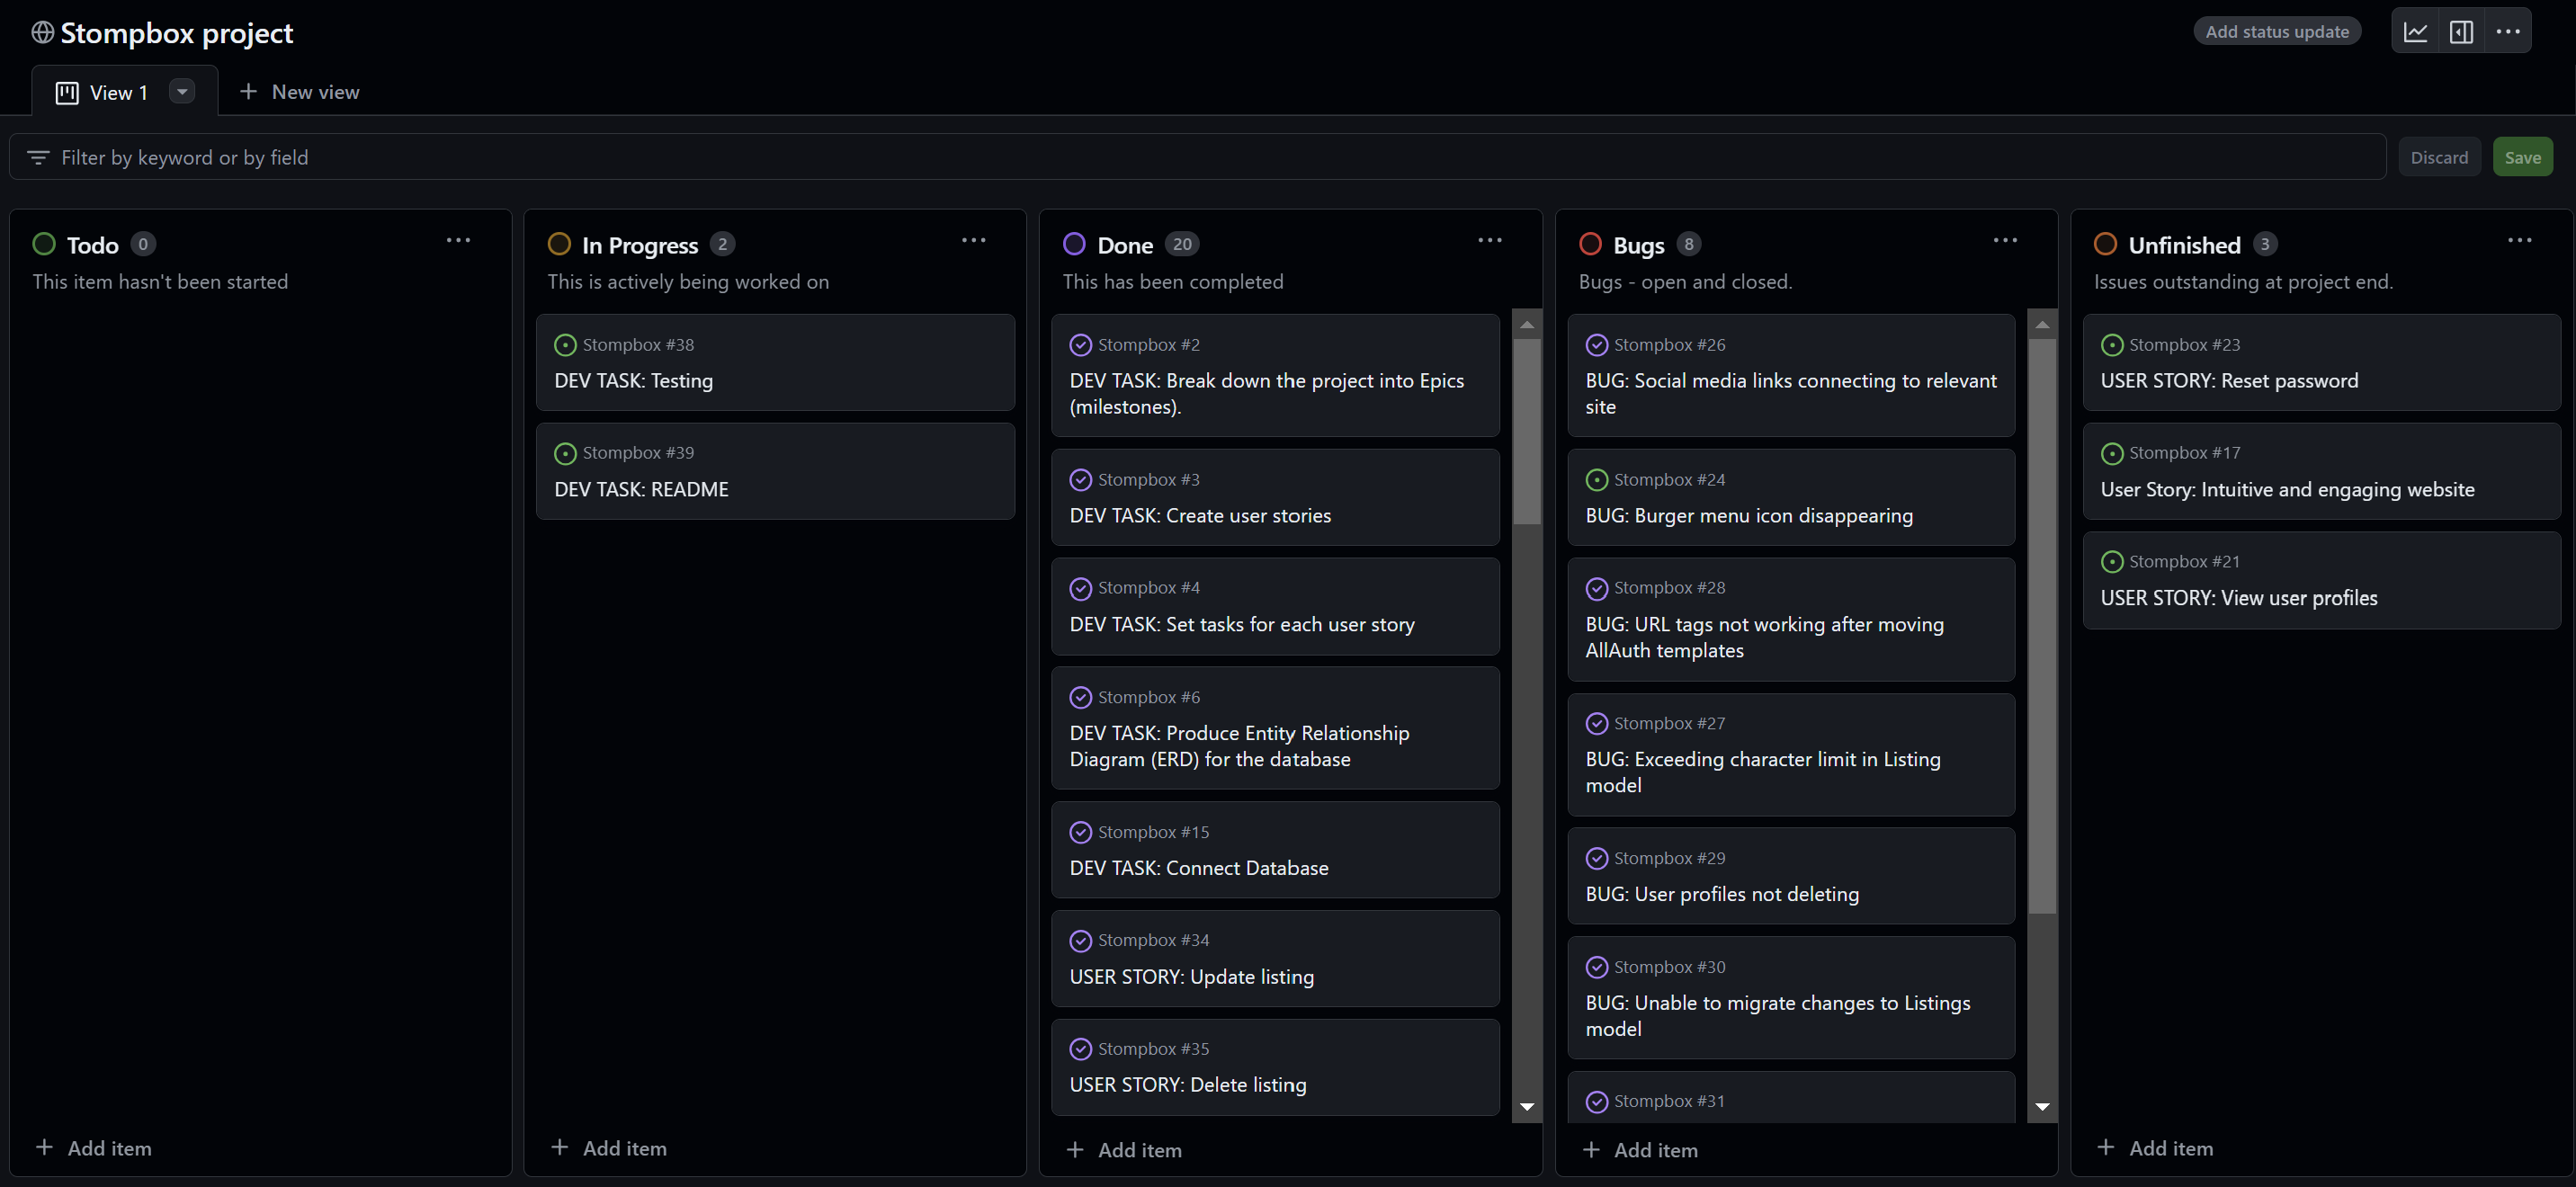 Stompbox project
Add status update
View 1
New view
Filter by keyword or by field
Discard
Save
Todo 0
This item hasn't been started
Add item
In Progress 2
This is actively being worked on
Stompbox #38
DEV TASK: Testing
Stompbox #39
DEV TASK: README
Add item
Done 20
This has been completed
Stompbox #2
DEV TASK: Break down the project into Epics
(milestones).
Stompbox #3
DEV TASK: Create user stories
Stompbox #4
DEV TASK: Set tasks for each user story
Stompbox #6
DEV TASK: Produce Entity Relationship
Diagram (ERD) for the database
Stompbox #15
DEV TASK: Connect Database
Stompbox #34
USER STORY: Update listing
Stompbox #35
USER STORY: Delete listing
Add item
Bugs 8
Bugs - open and closed.
Stompbox #26
BUG: Social media links connecting to relevant
site
Stompbox #24
BUG: Burger menu icon disappearing
Stompbox #28
BUG: URL tags not working after moving
AllAuth templates
Stompbox #27
BUG: Exceeding character limit in Listing
model
Stompbox #29
BUG: User profiles not deleting
Stompbox #30
BUG: Unable to migrate changes to Listings
model
Stompbox #31
Add item
Unfinished 3
Issues outstanding at project end.
Stompbox #23
USER STORY: Reset password
Stompbox #17
User Story: Intuitive and engaging website
Stompbox #21
USER STORY: View user profiles
Add item